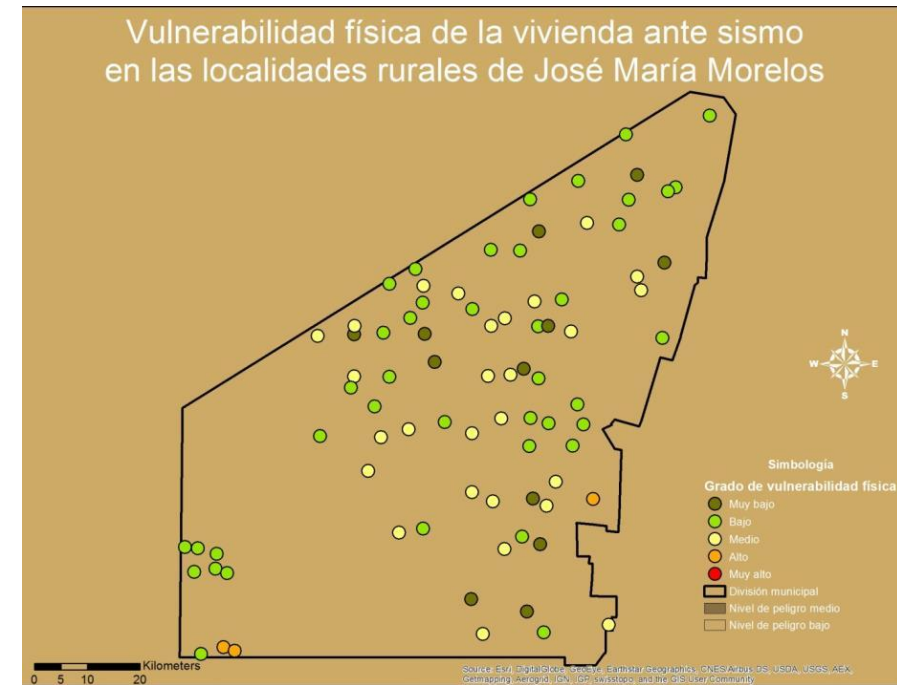 Vulnerabilidad física de la vivienda ante sismo
en las localidades rurales de José María Morelos
N
W
E
S
Simbología
Grado de vulnerabilidad física
Muy bajo
Bajo
Medio
Alto
Muy alto
División municipal
Nivel de peligro medio
Nivel de peligro bajo
Kilometers
0 5 10 20
Source: Esri, DigitalGlobe, GeoEye, Earthstar Geographics, CNES/Airbus DS, USDA, USGS, AEX,
Getmapping, Aerogrid, IGN, IGP, swisstopo, and the GIS User Community